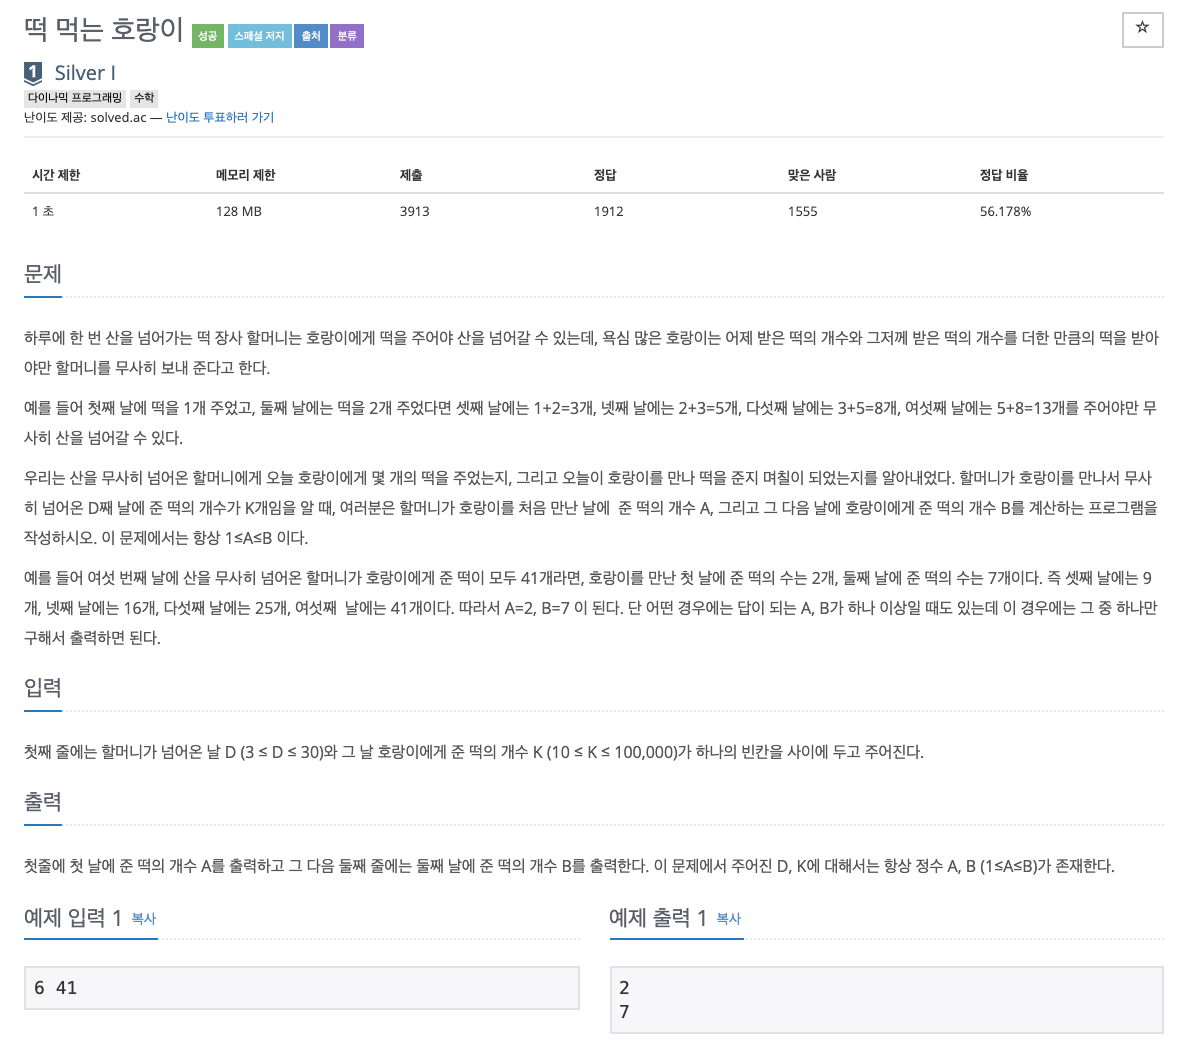 떡 먹는 호랑이 성공 스페셜 저지 출처 분류
☆
1 Silver I
다이나믹 프로그래밍 수학
난이도 제공: solved.ac — 난이도 투표하러 가기
시간 제한 메모리 제한 제출 정답 맞은 사람 정답 비율
1 초 128 MB 3913 1912 1555 56.178%
문제
하루에 한 번 산을 넘어가는 떡 장사 할머니는 호랑이에게 떡을 주어야 산을 넘어갈 수 있는데, 욕심 많은 호랑이는 어제 받은 떡의 개수와 그저께 받은 떡의 개수를 더한 만큼의 떡을 받아
야만 할머니를 무사히 보내 준다고 한다.
예를 들어 첫째 날에 떡을 1개 주었고, 둘째 날에는 떡을 2개 주었다면 셋째 날에는 1+2=3개, 넷째 날에는 2+3=5개, 다섯째 날에는 3+5=8개, 여섯째 날에는 5+8=13개를 주어야만 무
사히 산을 넘어갈 수 있다.
우리는 산을 무사히 넘어온 할머니에게 오늘 호랑이에게 몇 개의 떡을 주었는지, 그리고 오늘이 호랑이를 만나 떡을 준지 며칠이 되었는지를 알아내었다. 할머니가 호랑이를 만나서 무사
히 넘어온 D째 날에 준 떡의 개수가 K개임을 알 때, 여러분은 할머니가 호랑이를 처음 만난 날에 준 떡의 개수 A, 그리고 그 다음 날에 호랑이에게 준 떡의 개수 B를 계산하는 프로그램을
작성하시오. 이 문제에서는 항상 1≤A≤B 이다.
예를 들어 여섯 번째 날에 산을 무사히 넘어온 할머니가 호랑이에게 준 떡이 모두 41개라면, 호랑이를 만난 첫 날에 준 떡의 수는 2개, 둘째 날에 준 떡의 수는 7개이다. 즉 셋째 날에는 9
개, 넷째 날에는 16개, 다섯째 날에는 25개, 여섯째 날에는 41개이다. 따라서 A=2, B=7 이 된다. 단 어떤 경우에는 답이 되는 A, B가 하나 이상일 때도 있는데 이 경우에는 그 중 하나만
구해서 출력하면 된다.
입력
첫째 줄에는 할머니가 넘어온 날 D (3 ≤ D ≤ 30)와 그 날 호랑이에게 준 떡의 개수 K (10 ≤ K ≤ 100,000)가 하나의 빈칸을 사이에 두고 주어진다.
출력
첫줄에 첫 날에 준 떡의 개수 A를 출력하고 그 다음 둘째 줄에는 둘째 날에 준 떡의 개수 B를 출력한다. 이 문제에서 주어진 D, K에 대해서는 항상 정수 A, B (1≤A≤B)가 존재한다.
예제 입력 1 복사
6 41
예제 출력 1 복사
2
7